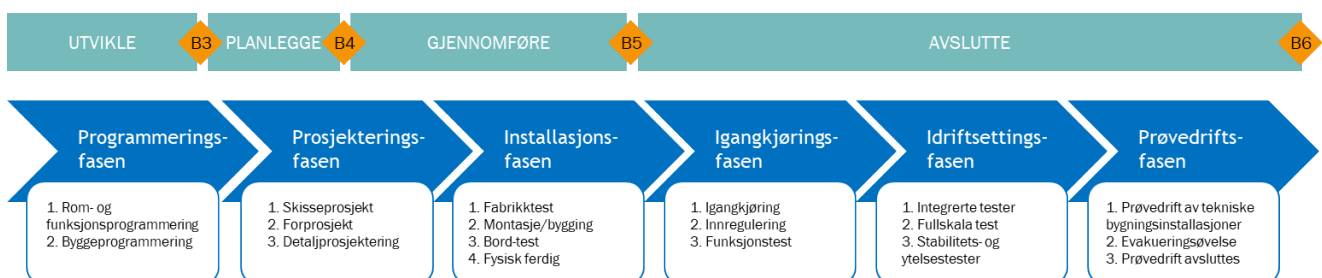 UTVIKLE B3 PLANLEGGE B4 GJENNOMFØRE B5 AVSLUTTE B6
Programmerings-
fasen
1. Rom- og
funksjonsprogrammering
2. Byggeprogrammering
Prosjekterings-
fasen
1. Skisseprosjekt
2. Forprosjekt
3. Detaljprosjektering
Installasjons-
fasen
1. Fabrikktest
2. Montasje/bygging
3. Bord-test
4. Fysisk ferdig
Igangkjørings-
fasen
1. Igangkjøring
2. Innregulering
3. Funksjonstest
Idriftsettings-
fasen
1. Integrerte tester
2. Fullskala test
3. Stabilitets- og
ytelsestester
Prøvedrifts-
fasen
1. Prøvedrift av tekniske
bygningsinstallasjoner
2. Evakueringsøvelse
3. Prøvedrift avsluttes